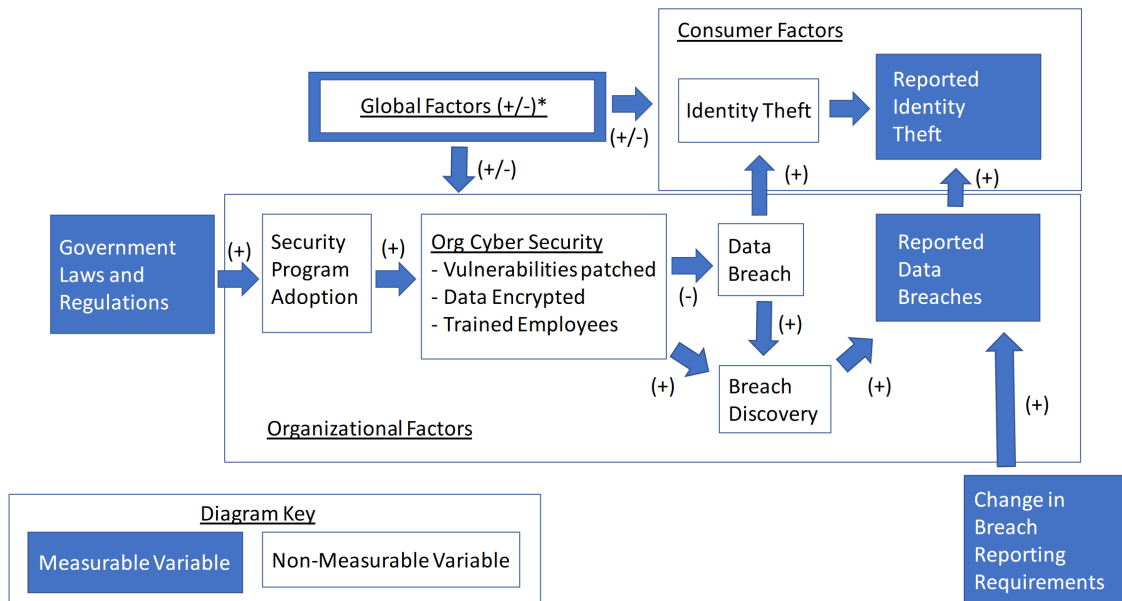 Consumer Factors
Global Factors (+/-)*
(+/-)
(+/-)
Identity Theft
Reported
Identity
Theft
(+)
(+)
Government
Laws and
Regulations
(+)
Security
Program
Adoption
(+)
Org Cyber Security
- Vulnerabilities patched
- Data Encrypted
- Trained Employees
(-)
Data
Breach
(+)
(+)
Breach
Discovery
(+)
Reported
Data
Breaches
(+)
Organizational Factors
Change in
Breach
Reporting
Requirements
Diagram Key
Measurable Variable
Non-Measurable Variable